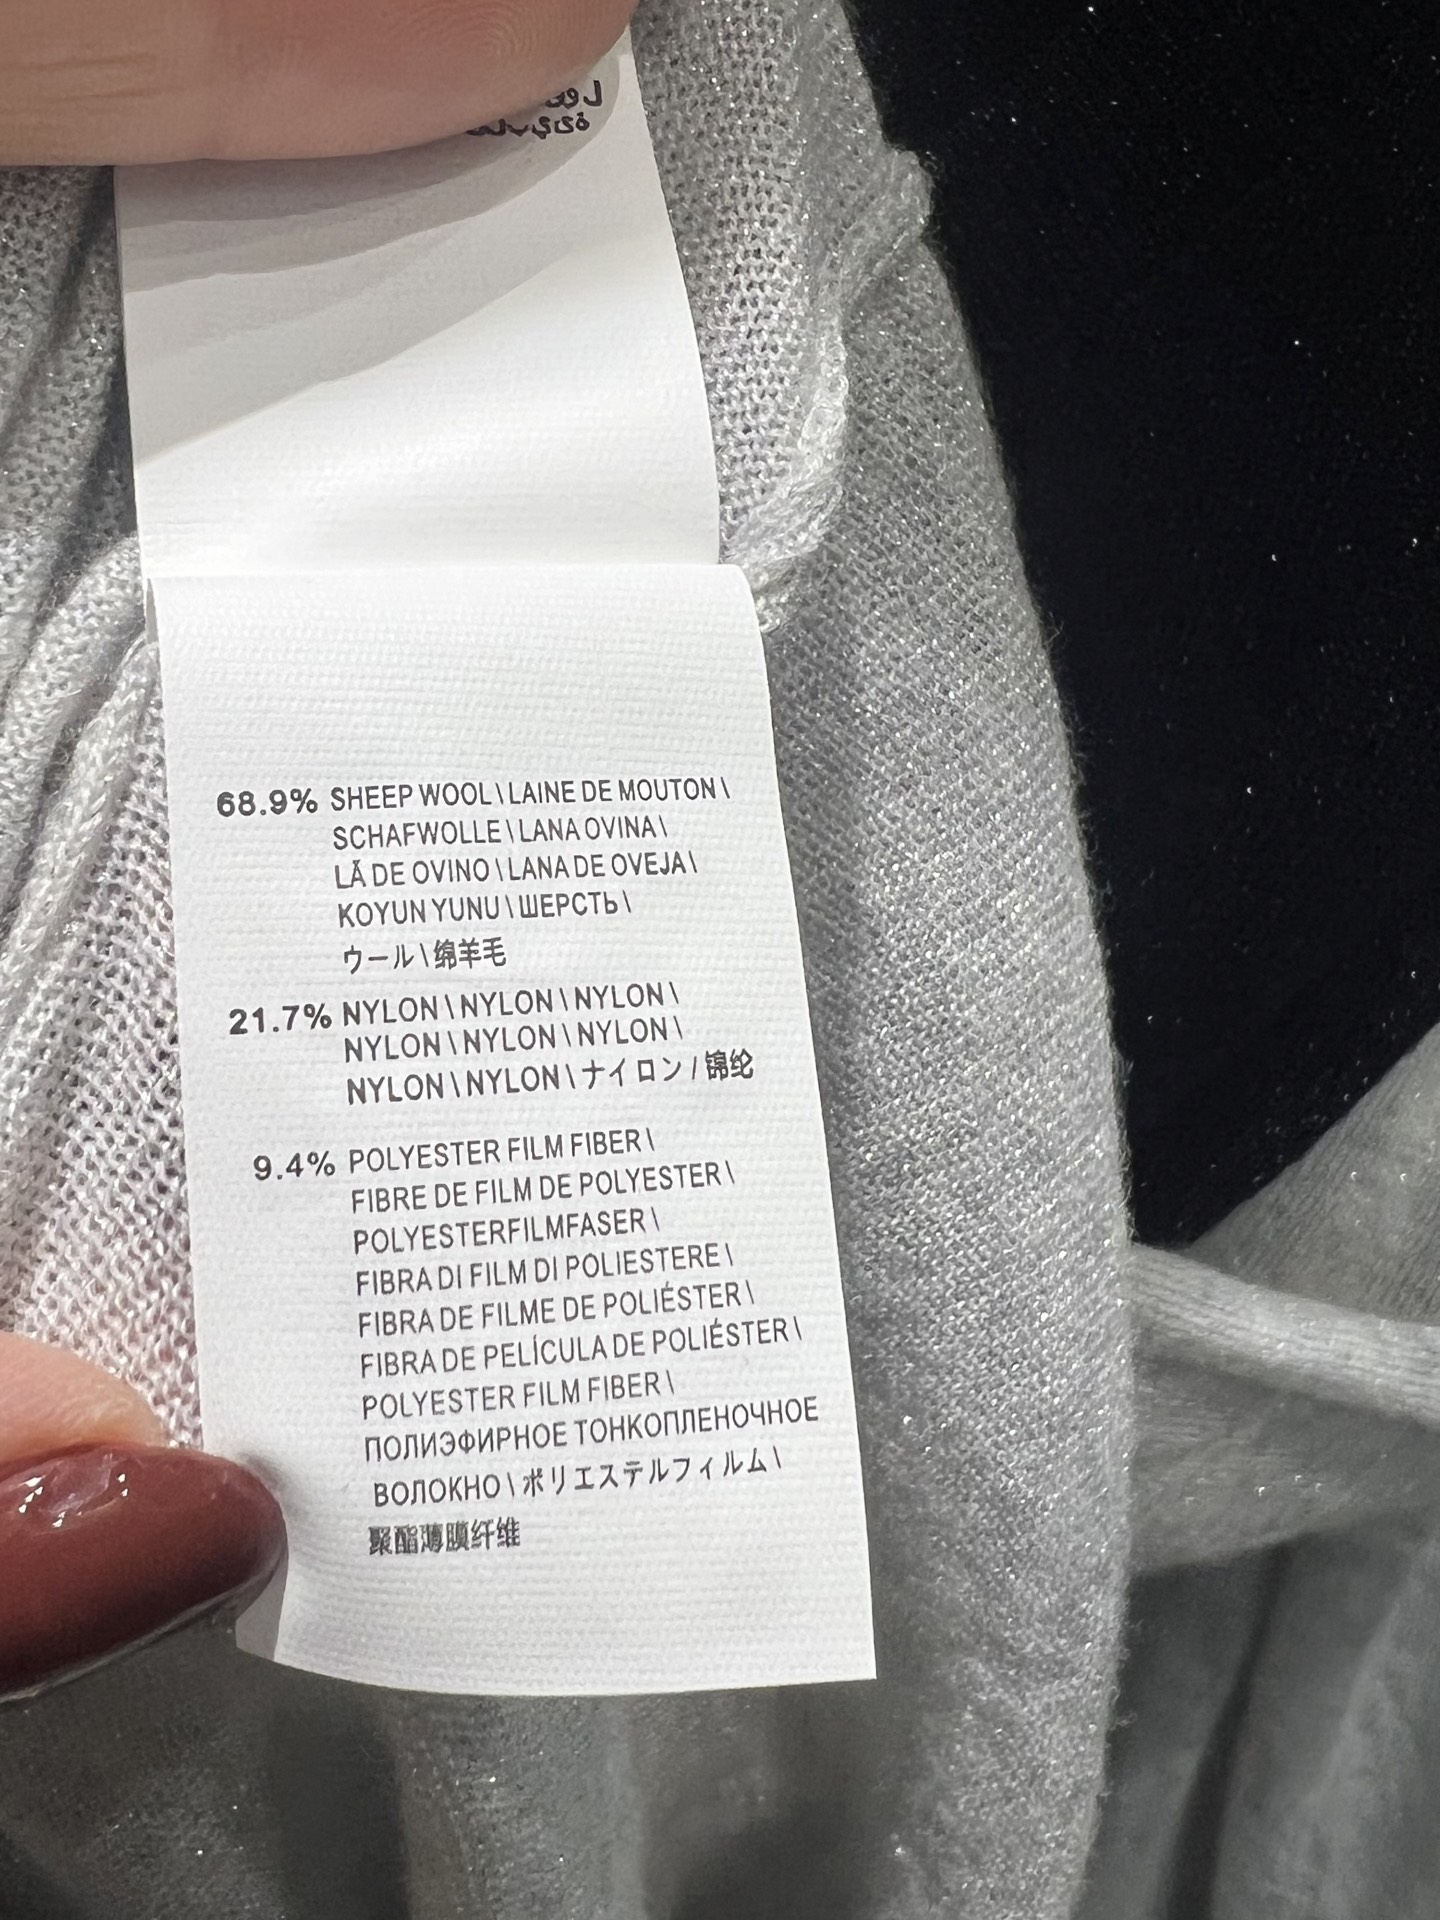 68.9% SHEEP WOOL \ LAINE DE MOUTON \
SCHAFWOLLE \ LANA OVINA \
LÃ DE OVINO \ LANA DE OVEJA \
KOYUN YUNU \ ШЕРСТЬ \
ウール \ 绵羊毛
21.7% NYLON \ NYLON \ NYLON \
NYLON \ NYLON \ NYLON \
NYLON \ NYLON \ ナイロン / 锦纶
9.4% POLYESTER FILM FIBER \
FIBRE DE FILM DE POLYESTER \
POLYESTERFILMFASER \
FIBRA DI FILM DI POLIESTERE \
FIBRA DE FILME DE POLIÉSTER \
FIBRA DE PELÍCULA DE POLIÉSTER \
POLYESTER FILM FIBER \
ПОЛИЭФИРНОЕ ТОНКОПЛЕНОЧНОЕ
ВОЛОКНО \ ポリエステルフィルム \
聚酯薄膜纤维